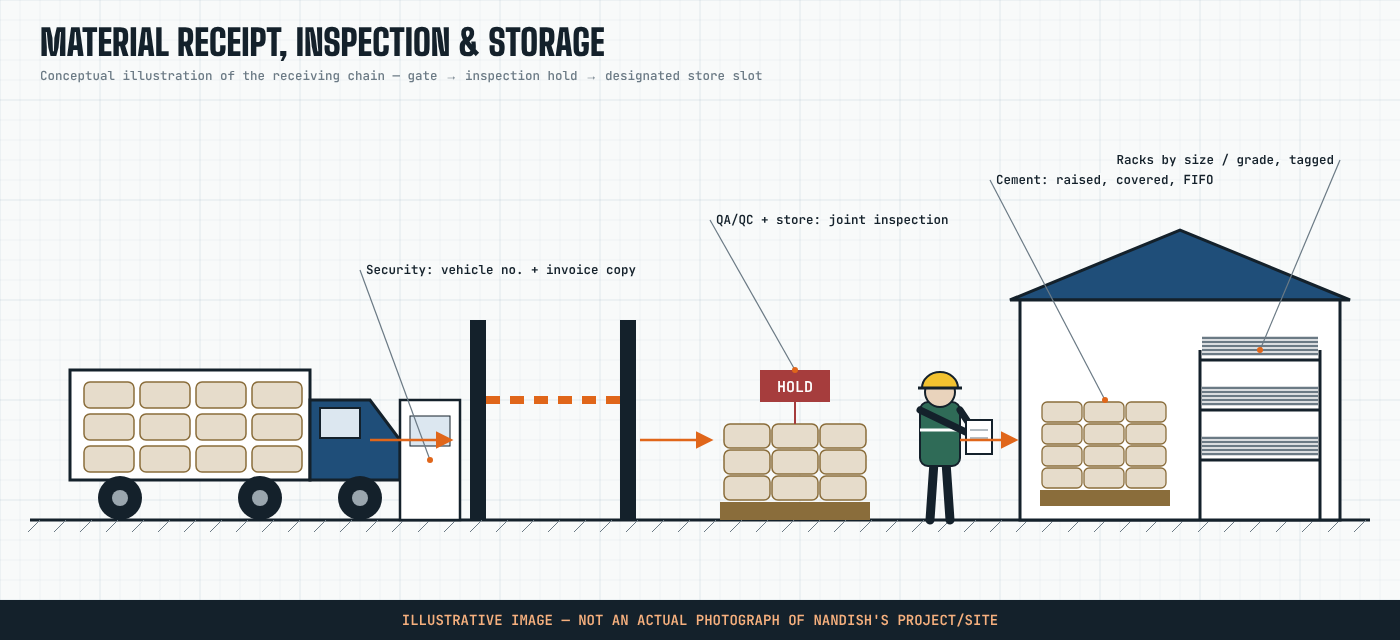 MATERIAL RECEIPT, INSPECTION & STORAGE
Conceptual illustration of the receiving chain — gate → inspection hold → designated store slot
Racks by size / grade, tagged
Cement: raised, covered, FIFO
QA/QC + store: joint inspection
Security: vehicle no. + invoice copy
HOLD
ILLUSTRATIVE IMAGE — NOT AN ACTUAL PHOTOGRAPH OF NANDISH'S PROJECT/SITE